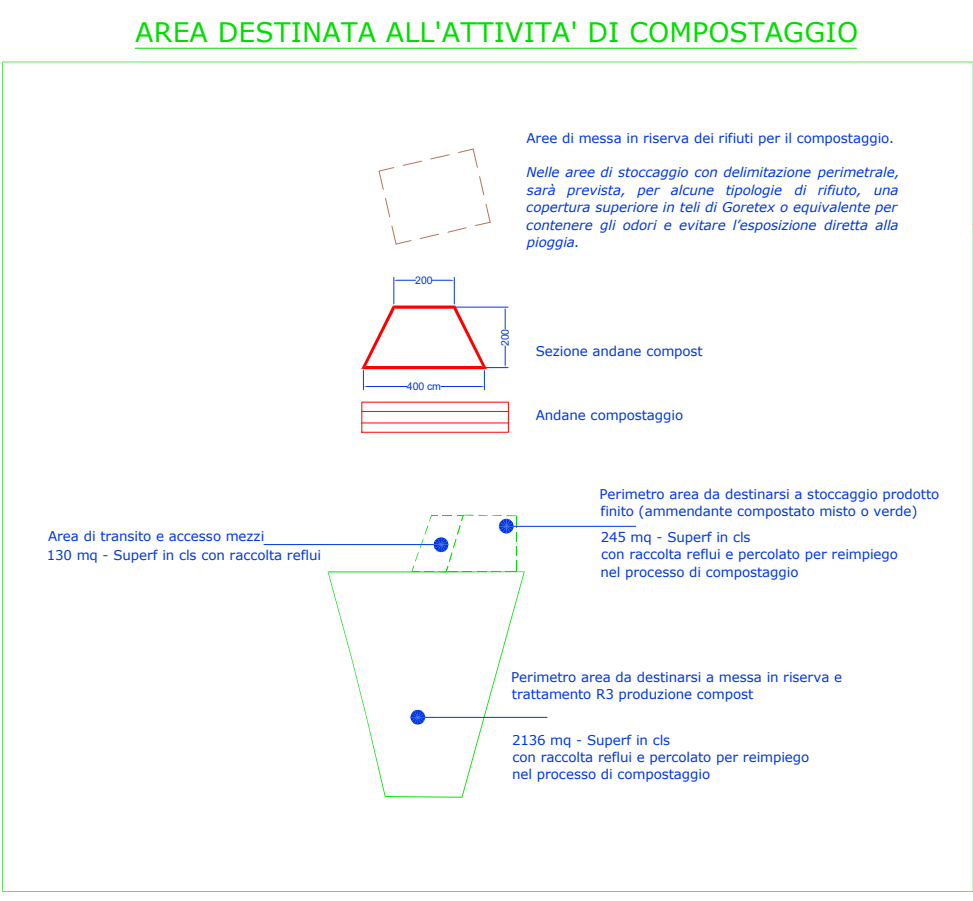 AREA DESTINATA ALL'ATTIVITA' DI COMPOSTAGGIO
Aree di messa in riserva dei rifiuti per il compostaggio.
Nelle aree di stoccaggio con delimitazione perimetrale,
sarà prevista, per alcune tipologie di rifiuto, una
copertura superiore in teli di Goretex o equivalente per
contenere gli odori e evitare l'esposizione diretta alla
pioggia.
200
200
Sezione andane compost
400 cm
Andane compostaggio
Perimetro area da destinarsi a stoccaggio prodotto
finito (ammendante compostato misto o verde)
245 mq - Superf in cls
con raccolta reflui e percolato per reimpiego
nel processo di compostaggio
Area di transito e accesso mezzi
130 mq - Superf in cls con raccolta reflui
Perimetro area da destinarsi a messa in riserva e
trattamento R3 produzione compost
2136 mq - Superf in cls
con raccolta reflui e percolato per reimpiego
nel processo di compostaggio